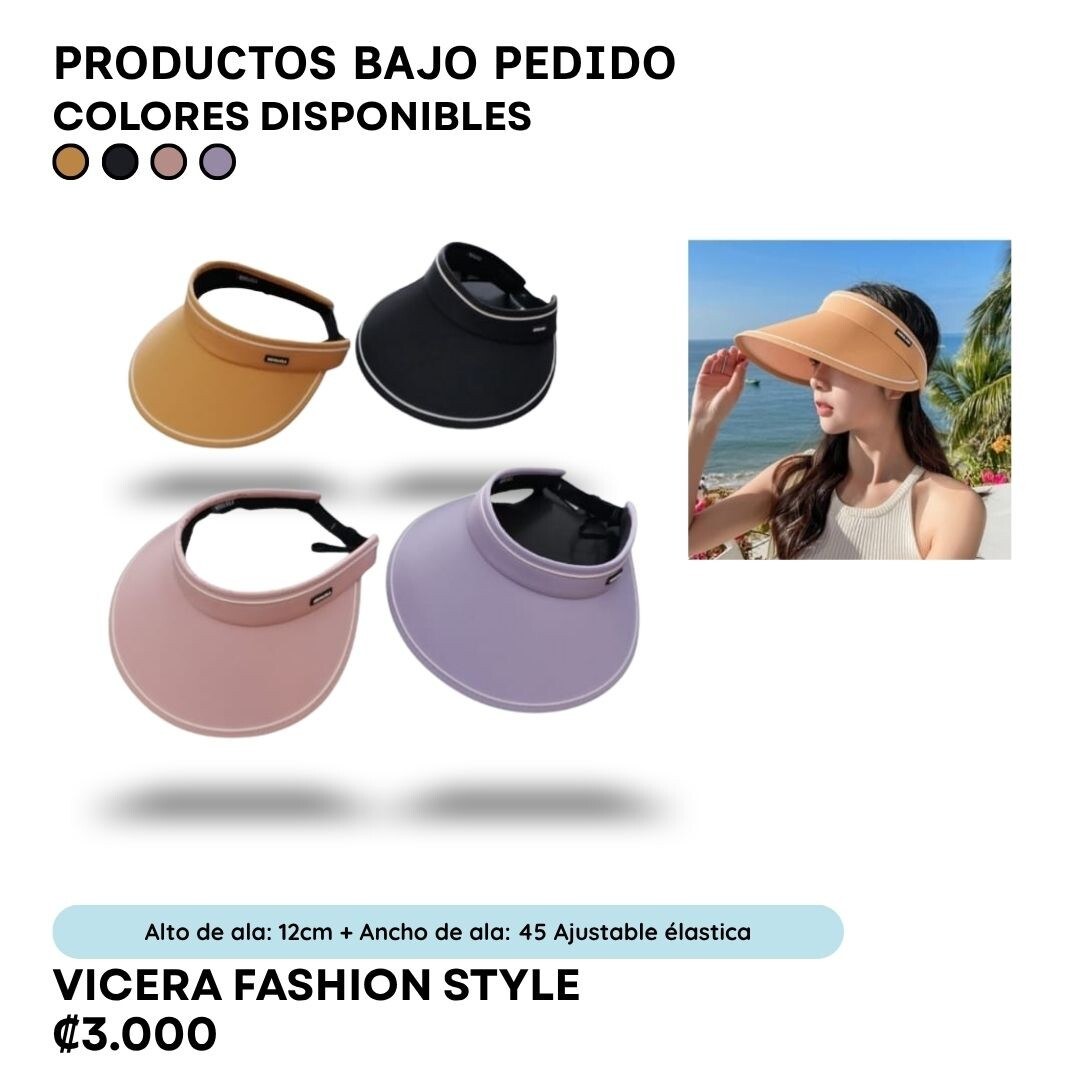 PRODUCTOS BAJO PEDIDO
COLORES DISPONIBLES
Alto de ala: 12cm + Ancho de ala: 45 Ajustable élastica
VICERA FASHION STYLE
₡3.000